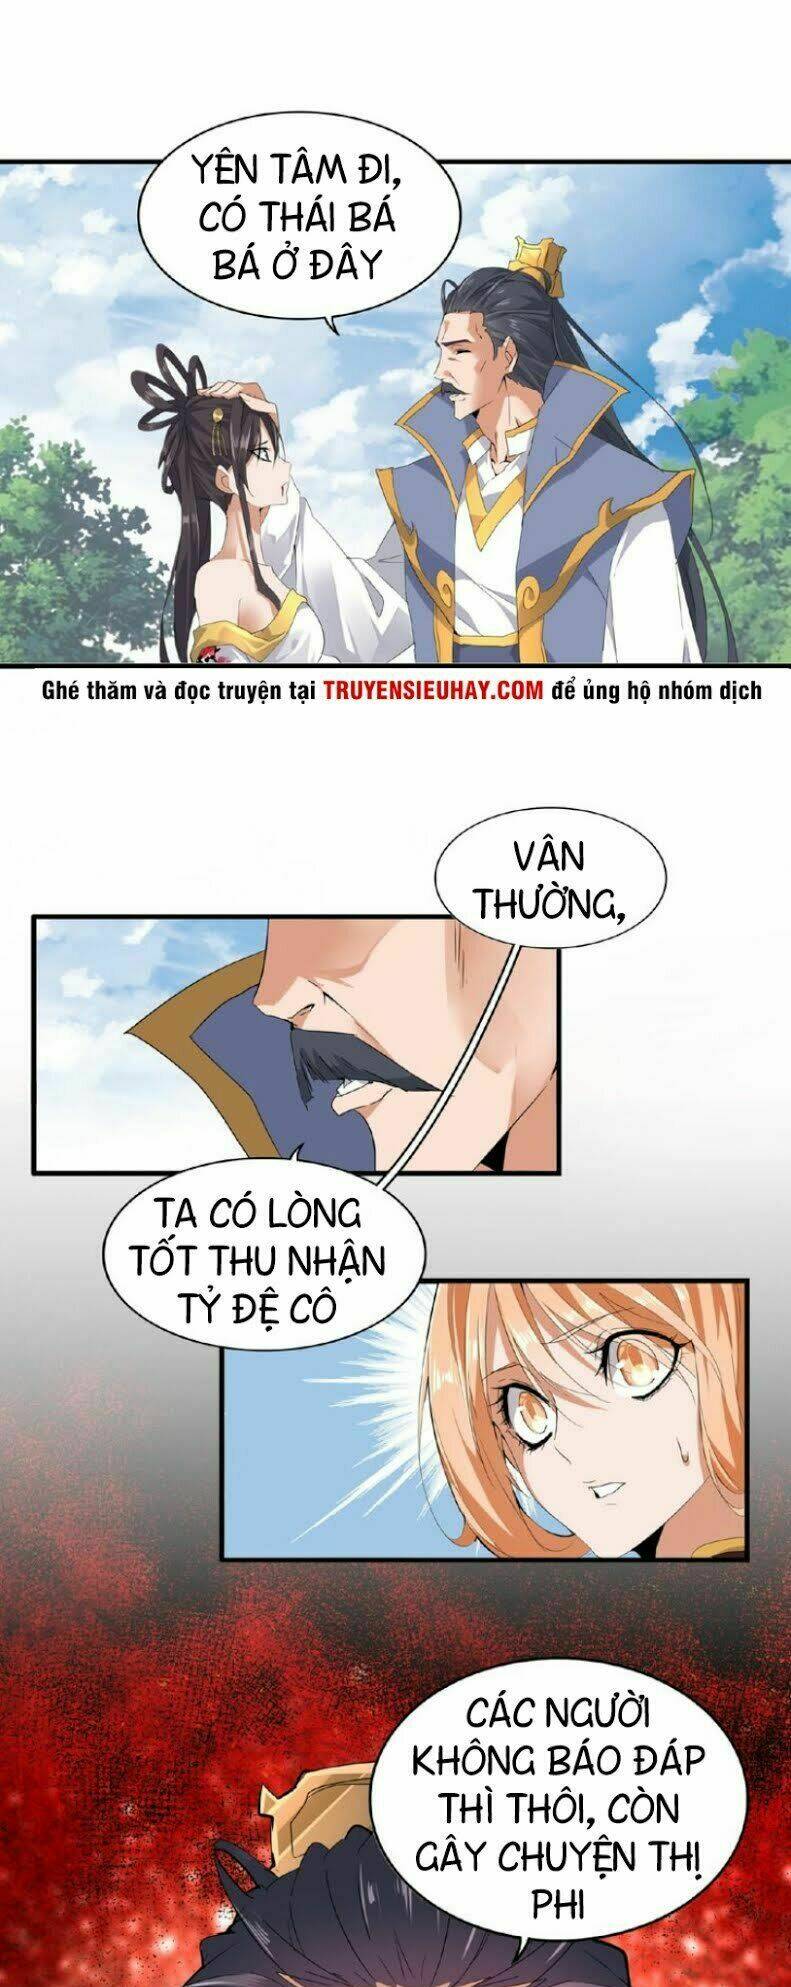 YÊN TÂM ĐI,
CÓ THÁI BÁ
BÁ Ở ĐÂY
Ghé thăm và đọc truyện tại TRUYENSIEUHAY.COM để ủng hộ nhóm dịch
VÂN
THƯỜNG,
TA CÓ LÒNG
TỐT THU NHẬN
TỶ ĐỆ CÔ
CÁC NGƯỜI
KHÔNG BÁO ĐÁP
THÌ THÔI, CÒN
GÂY CHUYỆN THỊ
PHI